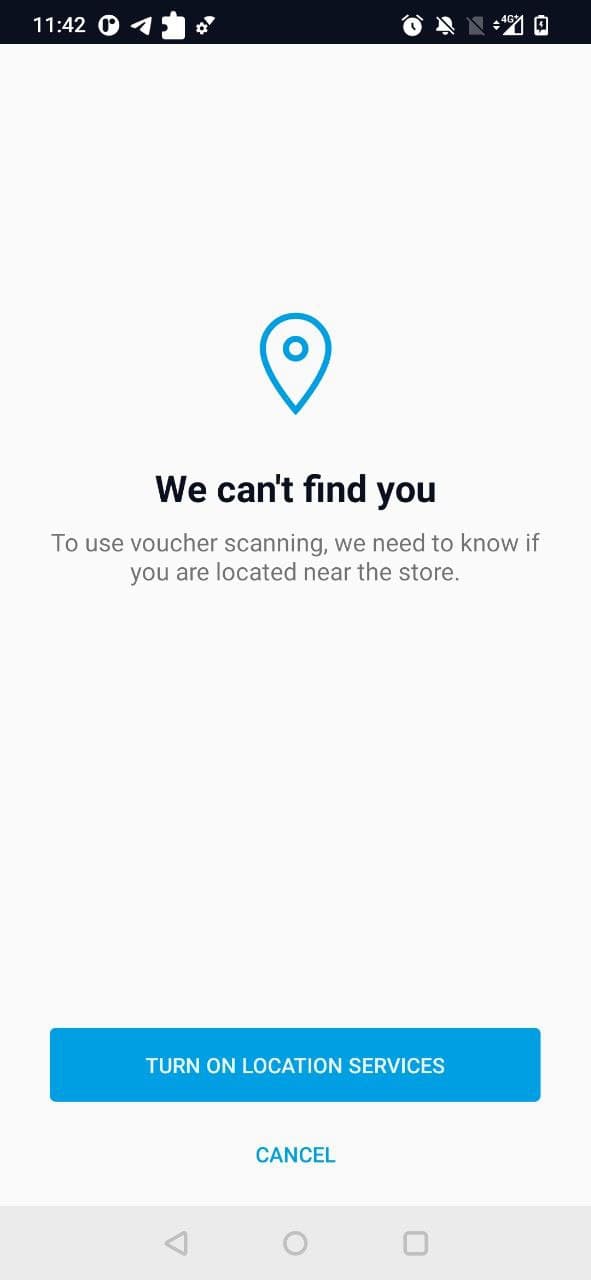 11:42
4G+
We can't find you
To use voucher scanning, we need to know if
you are located near the store.
TURN ON LOCATION SERVICES
CANCEL